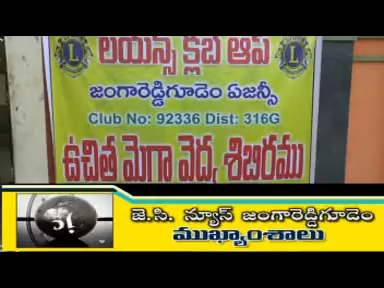 లయన్స్ క్లబ్ ఆఫ్
జంగారెడ్డిగూడెం ఏజన్సీ
Club No: 92336 Dist: 316G
ఉచిత మెగా వైద్య శిబిరము
జె.సి. న్యూస్ జంగారెడ్డిగూడెం
ముఖ్యాంశాలు